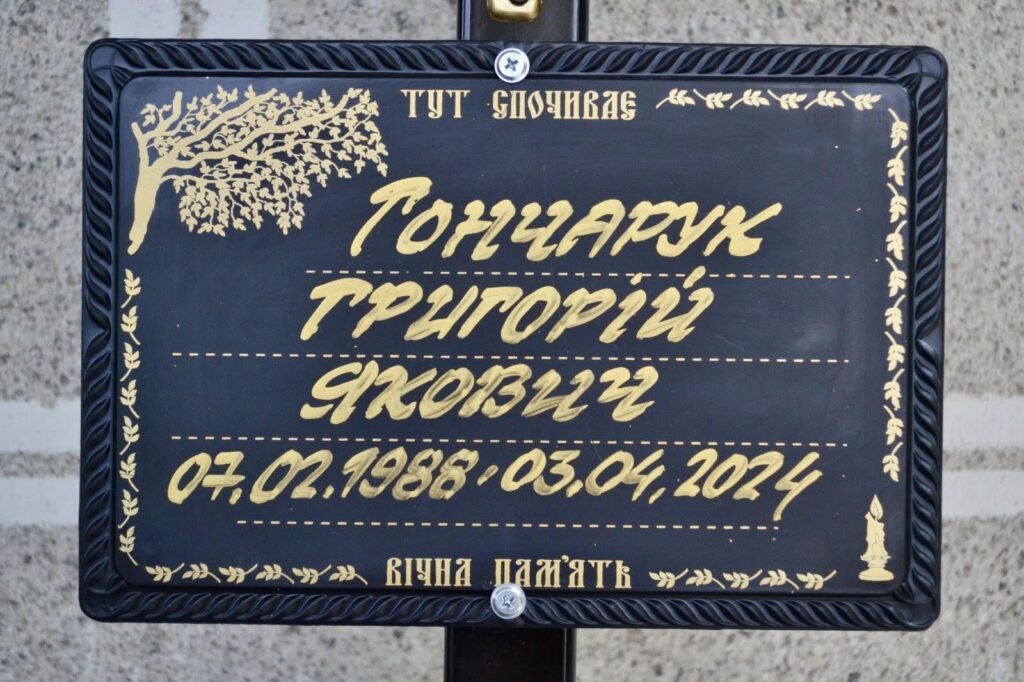 ТУТ СПОЧИВАЄ
ГОНЧАРУК
ГРИГОРІЙ
ЯКОВИЧ
07.02.1988-03.04.2024
ВІЧНА ПАМ'ЯТЬ